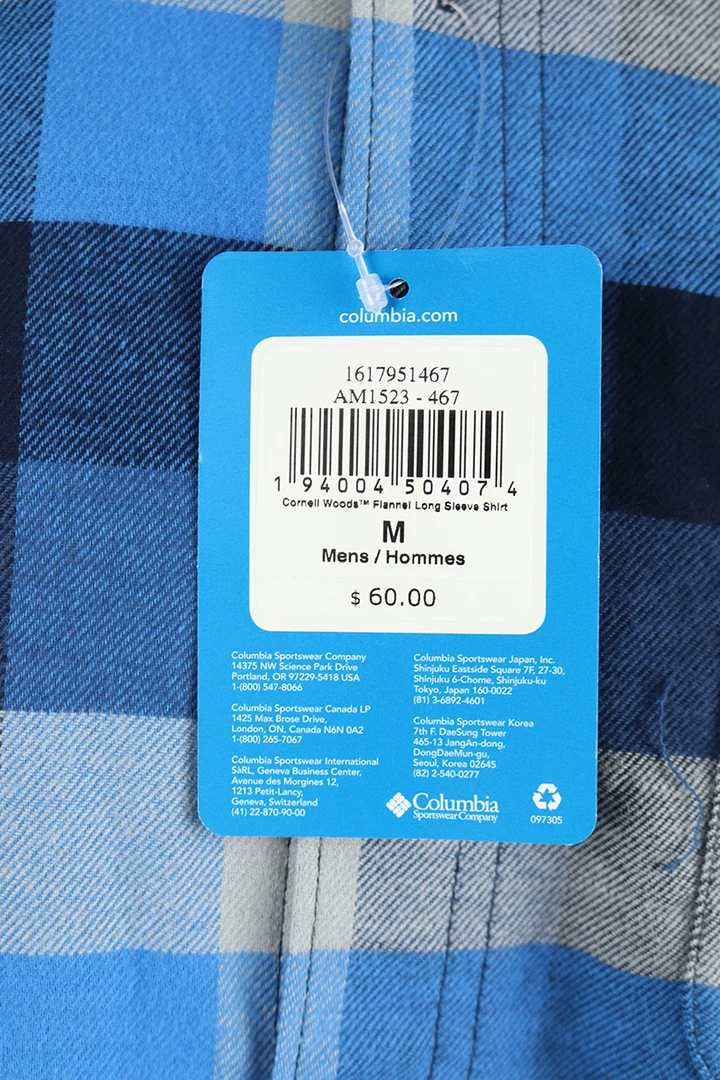 columbia.com
1617951467
AM1523 - 467
1 94004 50407 4
Cornell Woods™ Flannel Long Sleeve Shirt
M
Mens / Hommes
$ 60.00
Columbia Sportswear Company
14375 NW Science Park Drive
Portland, OR 97229-5418 USA
1-(800) 547-8066
Columbia Sportswear Canada LP
1425 Max Brose Drive,
London, ON, Canada N6N 0A2
1-(800) 265-7067
Columbia Sportswear International
SàRL, Geneva Business Center,
Avenue des Morgines 12,
1213 Petit-Lancy,
Geneva, Switzerland
(41) 22-870-90-00
Columbia Sportswear Japan, Inc.
Shinjuku Eastside Square 7F, 27-30,
Shinjuku 6-Chome, Shinjuku-ku
Tokyo, Japan 160-0022
(81) 3-6892-4601
Columbia Sportswear Korea
7th F. DaeSung Tower
465-13 JangAn-dong,
DongDaeMun-gu,
Seoul, Korea 02645
(82) 2-540-0277
Columbia
Sportswear Company
097305